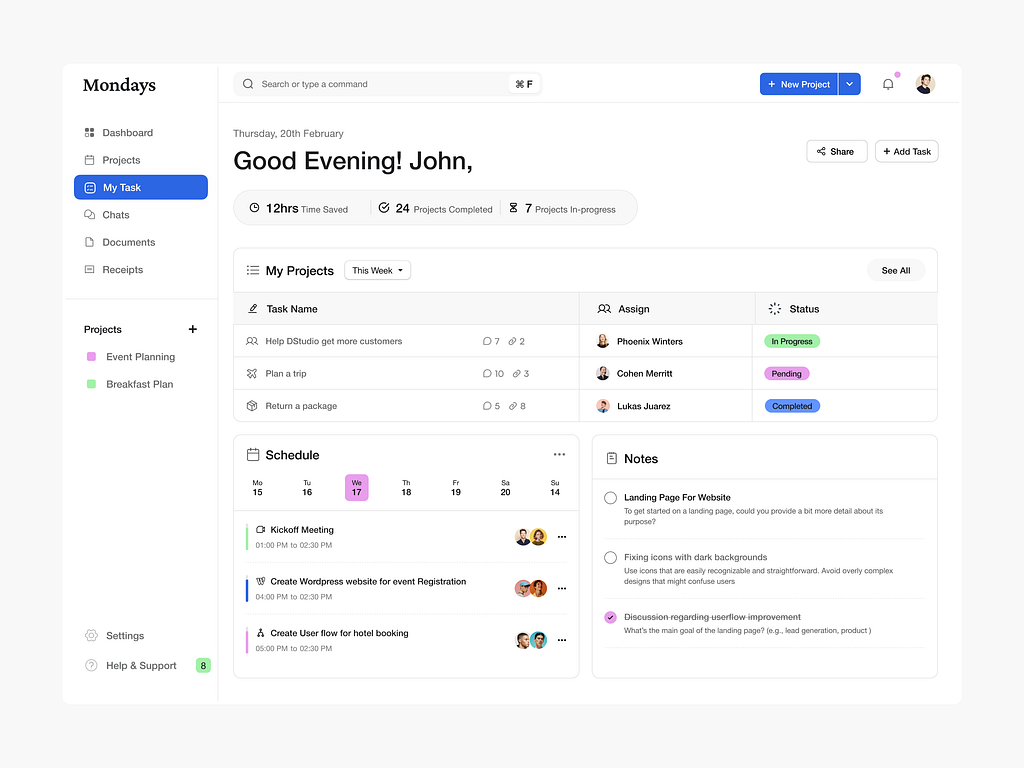 Mondays
Search or type a command
⌘ F
+ New Project
Dashboard
Projects
My Task
Chats
Documents
Receipts
Projects +
Event Planning
Breakfast Plan
Settings
Help & Support 8
Thursday, 20th February
Good Evening! John,
Share
+ Add Task
12hrs Time Saved
24 Projects Completed
7 Projects In-progress
My Projects
This Week
See All
Task Name Assign Status
Help DStudio get more customers 7 2 Phoenix Winters In Progress
Plan a trip 10 3 Cohen Merritt Pending
Return a package 5 8 Lukas Juarez Completed
Schedule
Mo Tu We Th Fr Sa Su
15 16 17 18 19 20 14
Kickoff Meeting
01:00 PM to 02:30 PM
Create Wordpress website for event Registration
04:00 PM to 02:30 PM
Create User flow for hotel booking
05:00 PM to 02:30 PM
Notes
Landing Page For Website
To get started on a landing page, could you provide a bit more detail about its
purpose?
Fixing icons with dark backgrounds
Use icons that are easily recognizable and straightforward. Avoid overly complex
designs that might confuse users
Discussion regarding userflow improvement
What's the main goal of the landing page? (e.g., lead generation, product )